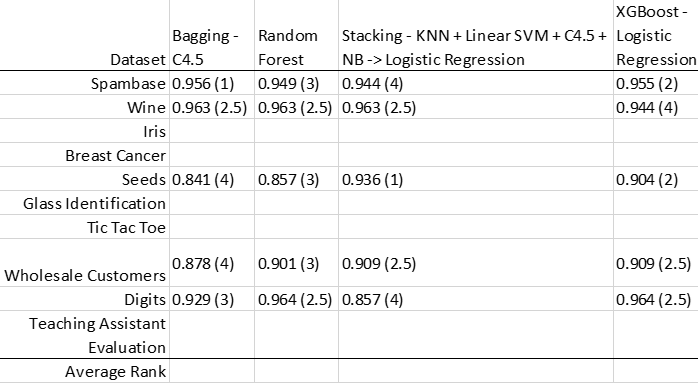 Dataset Bagging - C4.5 Random Forest Stacking - KNN + Linear SVM + C4.5 + NB -> Logistic Regression XGBoost - Logistic Regression
Spambase 0.956 (1) 0.949 (3) 0.944 (4) 0.955 (2)
Wine 0.963 (2.5) 0.963 (2.5) 0.963 (2.5) 0.944 (4)
Iris
Breast Cancer
Seeds 0.841 (4) 0.857 (3) 0.936 (1) 0.904 (2)
Glass Identification
Tic Tac Toe
Wholesale Customers 0.878 (4) 0.901 (3) 0.909 (2.5) 0.909 (2.5)
Digits 0.929 (3) 0.964 (2.5) 0.857 (4) 0.964 (2.5)
Teaching Assistant
Evaluation
Average Rank